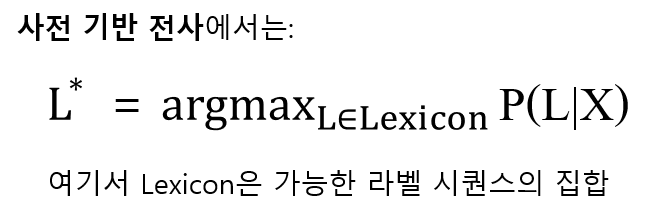 사전 기반 전사에서는:
L* = argmax_{L∈Lexicon} P(L|X)
여기서 Lexicon은 가능한 라벨 시퀀스의 집합